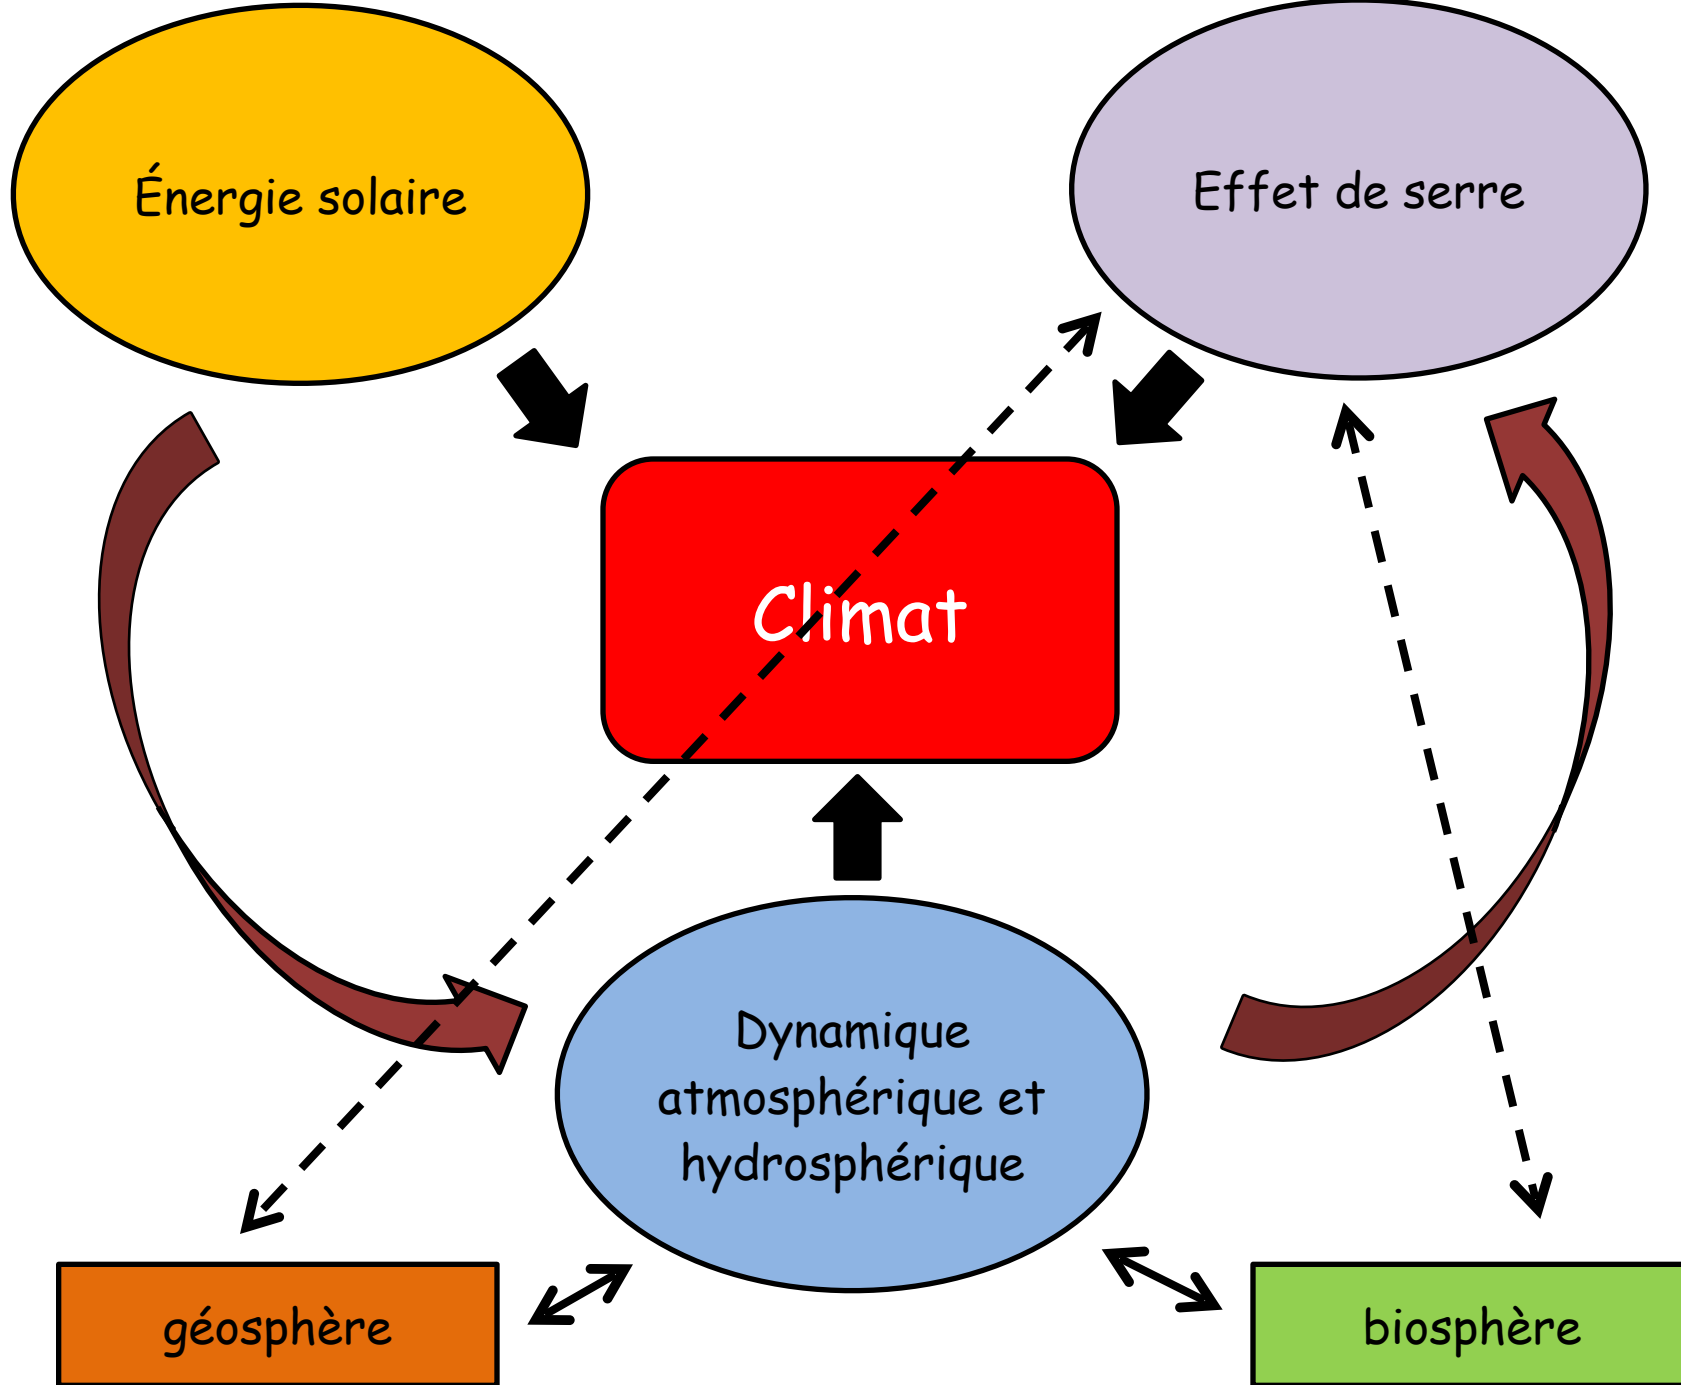 Énergie solaire
Effet de serre
Climat
Dynamique
atmosphérique et
hydrosphérique
géosphère
biosphère